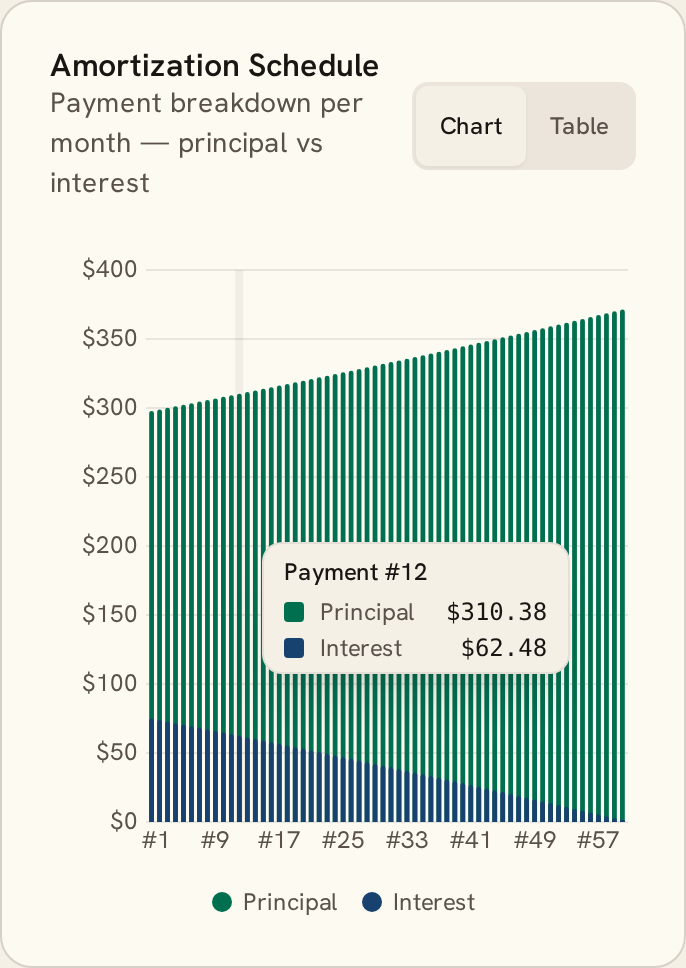 Amortization Schedule
Payment breakdown per
month — principal vs
interest
Chart Table
$400
$350
$300
$250
$200
$150
$100
$50
$0
Payment #12
Principal $310.38
Interest $62.48
#1 #9 #17 #25 #33 #41 #49 #57
Principal Interest